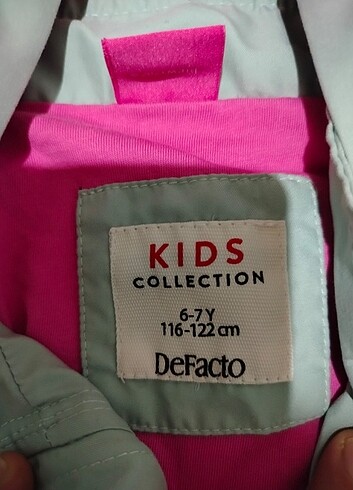 KIDS
COLLECTION
6-7 Y
116-122 cm
DeFacto